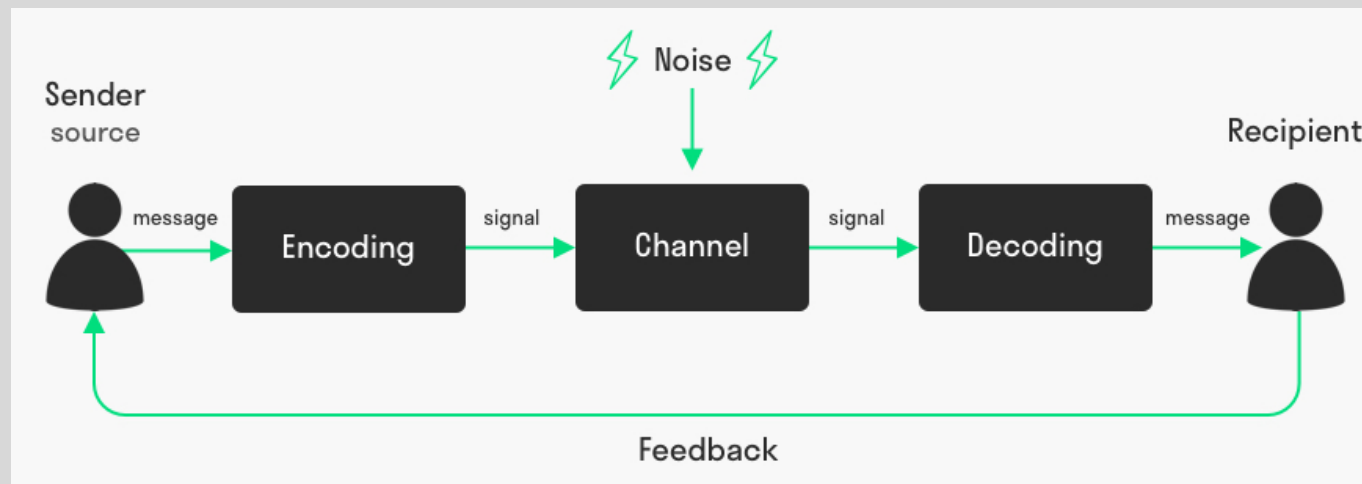 Noise
Sender
source
Recipient
message
Encoding
signal
Channel
signal
Decoding
message
Feedback